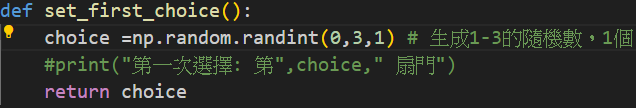 def set_first_choice():
    choice =np.random.randint(0,3,1) # 生成1-3的隨機數，1個
    #print("第一次選擇: 第",choice," 扇門")
    return choice